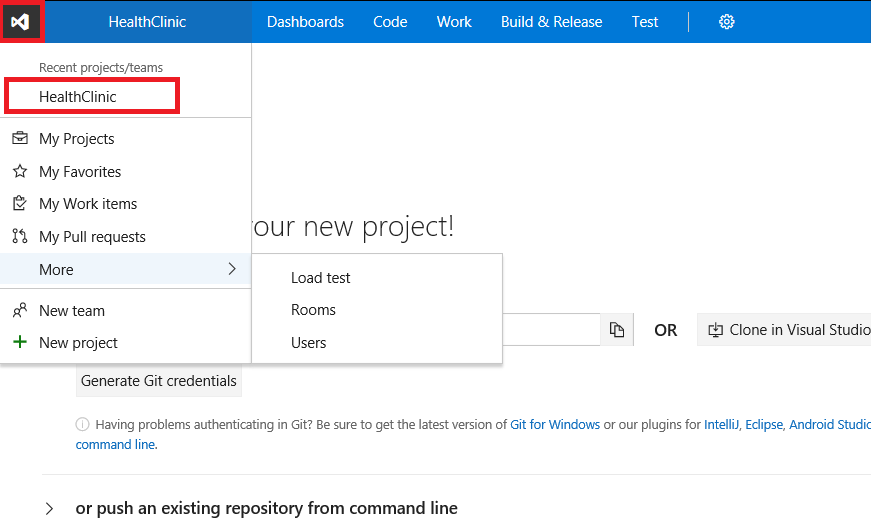 HealthClinic Dashboards Code Work Build & Release Test
Recent projects/teams
HealthClinic
My Projects
My Favorites
My Work items
your new project!
My Pull requests
More
Load test
Rooms
Users
New team
New project
OR Clone in Visual Studio
Generate Git credentials
Having problems authenticating in Git? Be sure to get the latest version of Git for Windows or our plugins for IntelliJ, Eclipse, Android Studio
command line.
or push an existing repository from command line